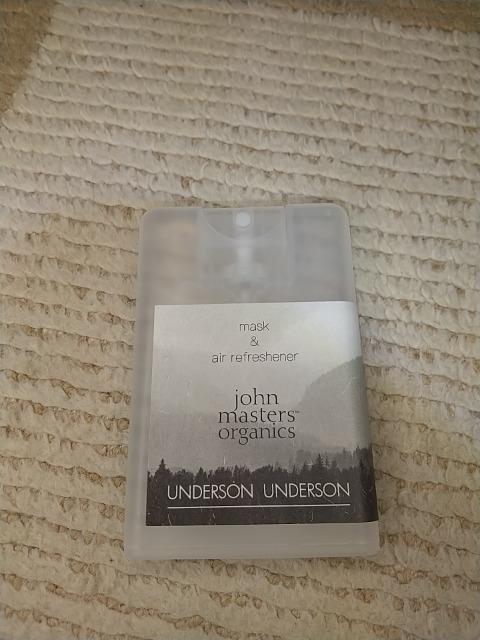 mask
&
air refreshener
john
masters™
organics
UNDERSON UNDERSON